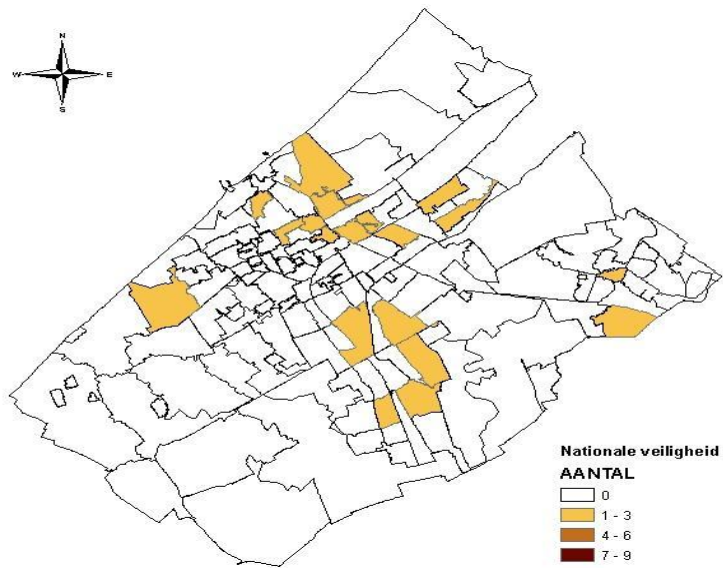 N
W E
S
Nationale veiligheid
AANTAL
0
1 - 3
4 - 6
7 - 9